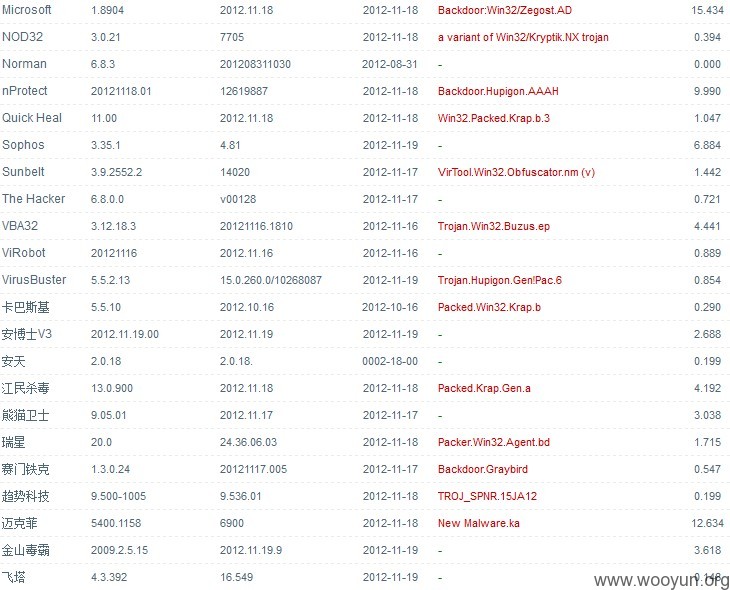 Microsoft 1.8904 2012.11.18 2012-11-18 Backdoor:Win32/Zegost.AD 15.434
NOD32 3.0.21 7705 2012-11-18 a variant of Win32/Kryptik.NX trojan 0.394
Norman 6.8.3 201208311030 2012-08-31 - 0.000
nProtect 20121118.01 12619887 2012-11-18 Backdoor.Hupigon.AAAH 9.990
Quick Heal 11.00 2012.11.18 2012-11-18 Win32.Packed.Krap.b.3 1.047
Sophos 3.35.1 4.81 2012-11-19 - 6.884
Sunbelt 3.9.2552.2 14020 2012-11-17 VirTool.Win32.Obfuscator.nm (v) 1.442
The Hacker 6.8.0.0 v00128 2012-11-17 - 0.721
VBA32 3.12.18.3 20121116.1810 2012-11-16 Trojan.Win32.Buzus.ep 4.441
ViRobot 20121116 2012.11.16 2012-11-16 - 0.889
VirusBuster 5.5.2.13 15.0.260.0/10268087 2012-11-19 Trojan.Hupigon.Gen!Pac.6 0.854
卡巴斯基 5.5.10 2012.10.16 2012-10-16 Packed.Win32.Krap.b 0.290
安博士V3 2012.11.19.00 2012.11.19 2012-11-19 - 2.688
安天 2.0.18 2.0.18. 0002-18-00 - 0.199
江民杀毒 13.0.900 2012.11.18 2012-11-18 Packed.Krap.Gen.a 4.192
熊猫卫士 9.05.01 2012.11.17 2012-11-17 - 3.038
瑞星 20.0 24.36.06.03 2012-11-18 Packer.Win32.Agent.bd 1.715
赛门铁克 1.3.0.24 20121117.005 2012-11-17 Backdoor.Graybird 0.547
趋势科技 9.500-1005 9.536.01 2012-11-18 TROJ_SPNR.15JA12 0.199
迈克菲 5400.1158 6900 2012-11-18 New Malware.ka 12.634
金山毒霸 2009.2.5.15 2012.11.19.9 2012-11-19 - 3.618
飞塔 4.3.392 16.549 2012-11-19 -
www.wooyun.org